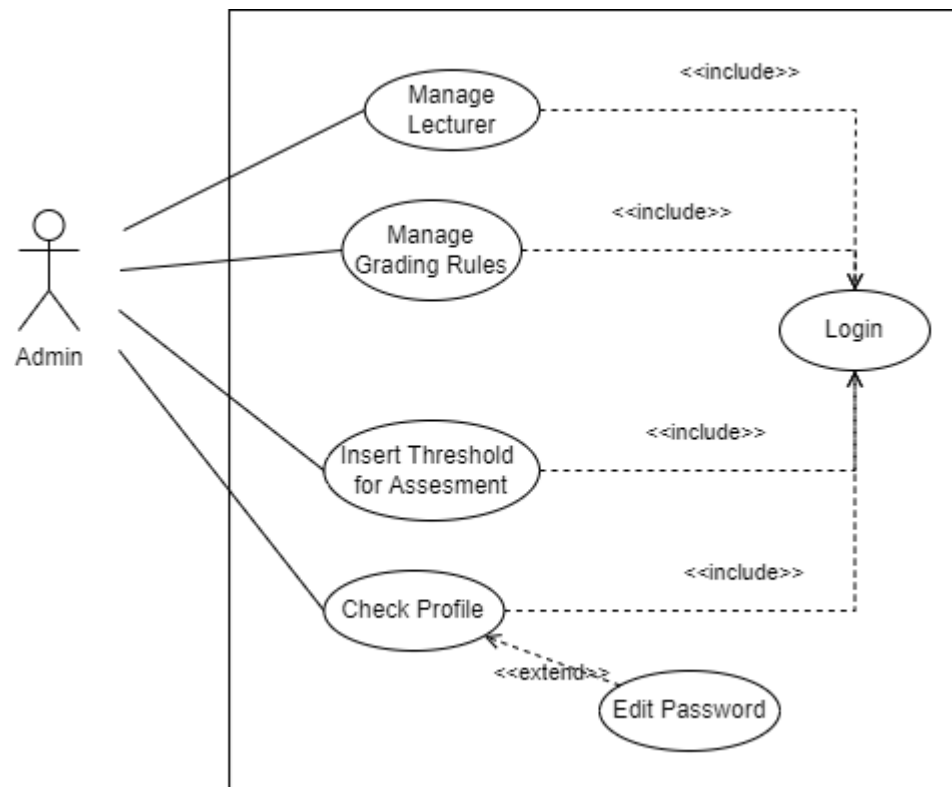 <<include>>
Manage
Lecturer
<<include>>
Manage
Grading Rules
Login
Admin
<<include>>
Insert Threshold
for Assesment
<<include>>
Check Profile
<<extend>>
Edit Password